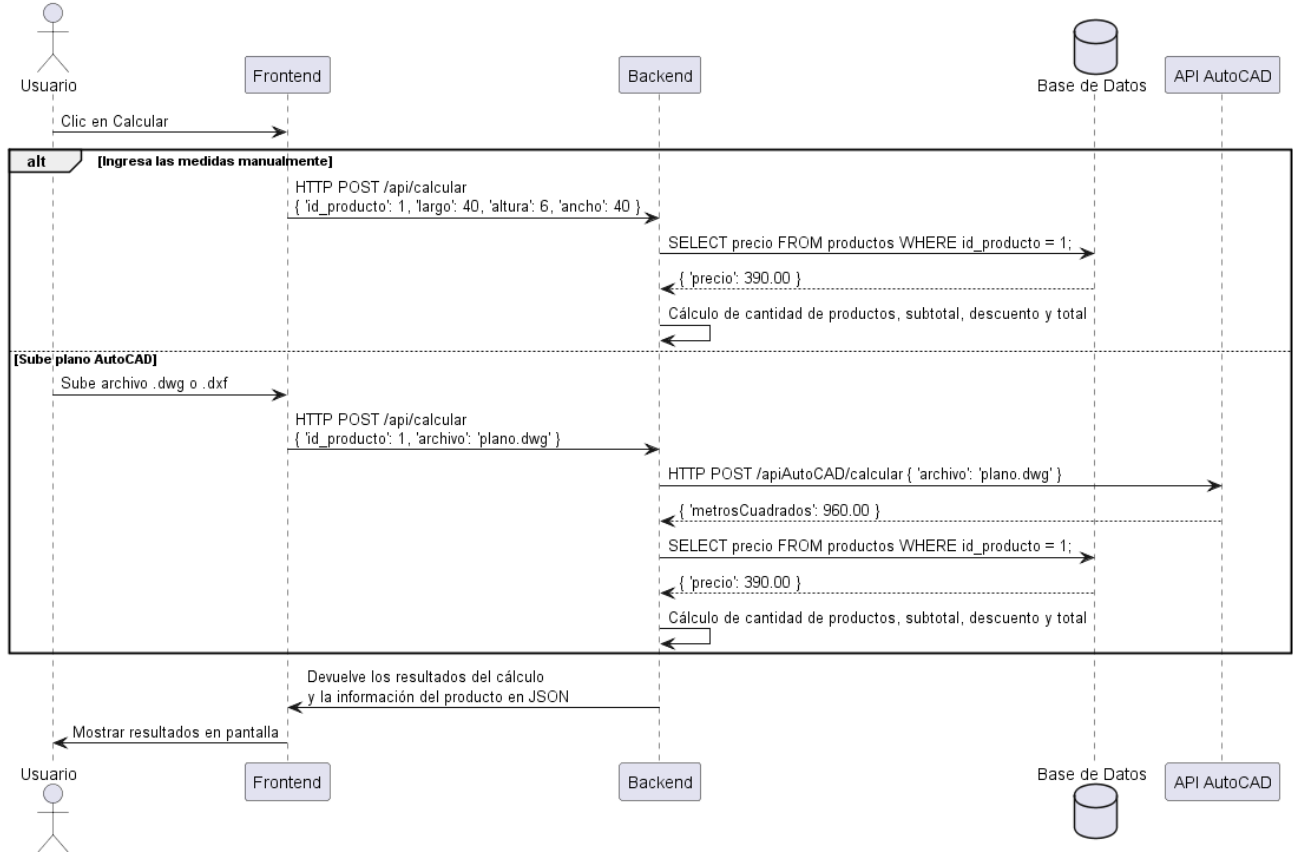 Usuario
Frontend
Backend
Base de Datos
API AutoCAD
Clic en Calcular
alt
[Ingresa las medidas manualmente]
HTTP POST /api/calcular
{ 'id_producto': 1, 'largo': 40, 'altura': 6, 'ancho': 40 }
SELECT precio FROM productos WHERE id_producto = 1;
{ 'precio': 390.00 }
Cálculo de cantidad de productos, subtotal, descuento y total
[Sube plano AutoCAD]
Sube archivo .dwg o .dxf
HTTP POST /api/calcular
{ 'id_producto': 1, 'archivo': 'plano.dwg' }
HTTP POST /apiAutoCAD/calcular { 'archivo': 'plano.dwg' }
{ 'metrosCuadrados': 960.00 }
SELECT precio FROM productos WHERE id_producto = 1;
{ 'precio': 390.00 }
Cálculo de cantidad de productos, subtotal, descuento y total
Devuelve los resultados del cálculo
y la información del producto en JSON
Mostrar resultados en pantalla
Usuario
Frontend
Backend
Base de Datos
API AutoCAD